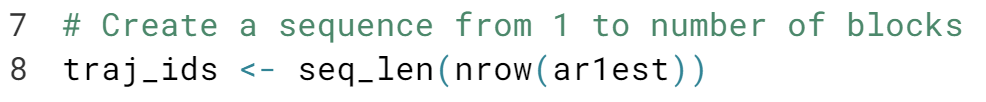 7 # Create a sequence from 1 to number of blocks
8 traj_ids <- seq_len(nrow(ar1est))